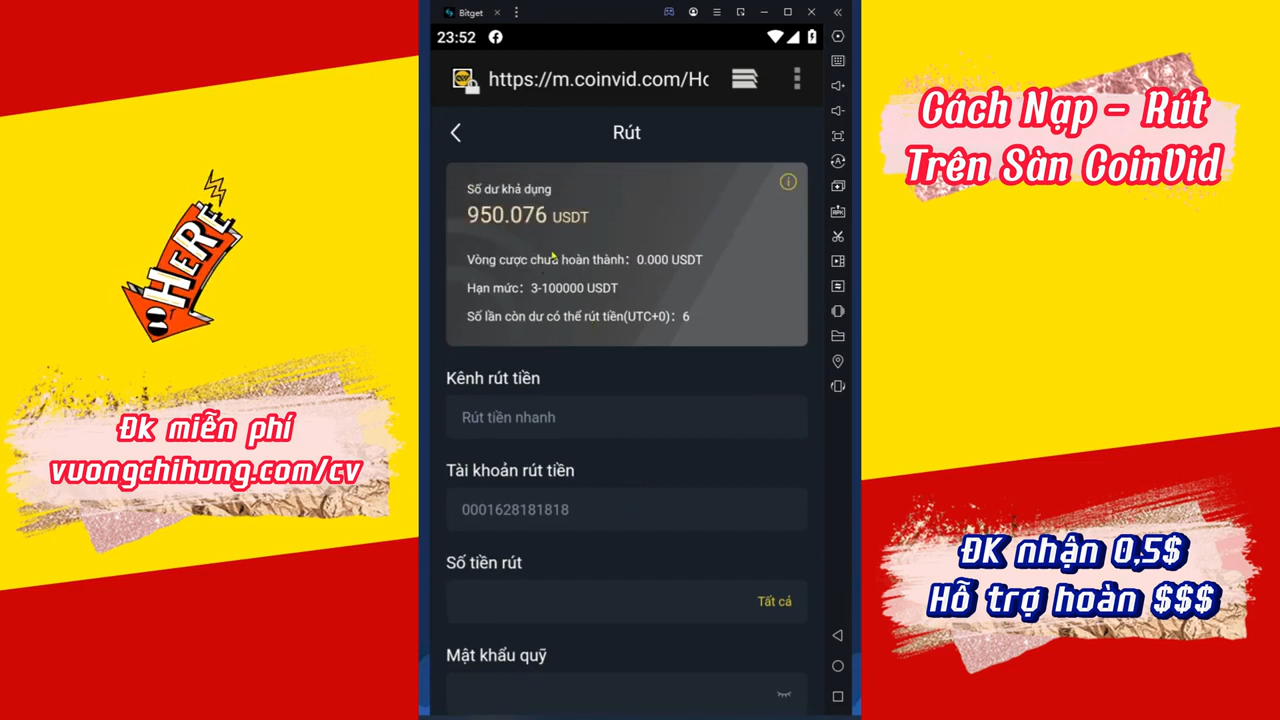 Bitget
23:52
https://m.coinvid.com/Ho
Rút
Số dư khả dụng
950.076 USDT
Vòng cược chưa hoàn thành: 0.000 USDT
Hạn mức: 3-100000 USDT
Số lần còn dư có thể rút tiền(UTC+0): 6
Kênh rút tiền
Rút tiền nhanh
Tài khoản rút tiền
0001628181818
Số tiền rút
Tất cả
Mật khẩu quỹ
HERE
Đk miễn phí
vuongchihung.com/cv
Cách Nạp - Rút
Trên Sàn CoinVid
ĐK nhận 0,5$
Hỗ trợ hoàn $$$